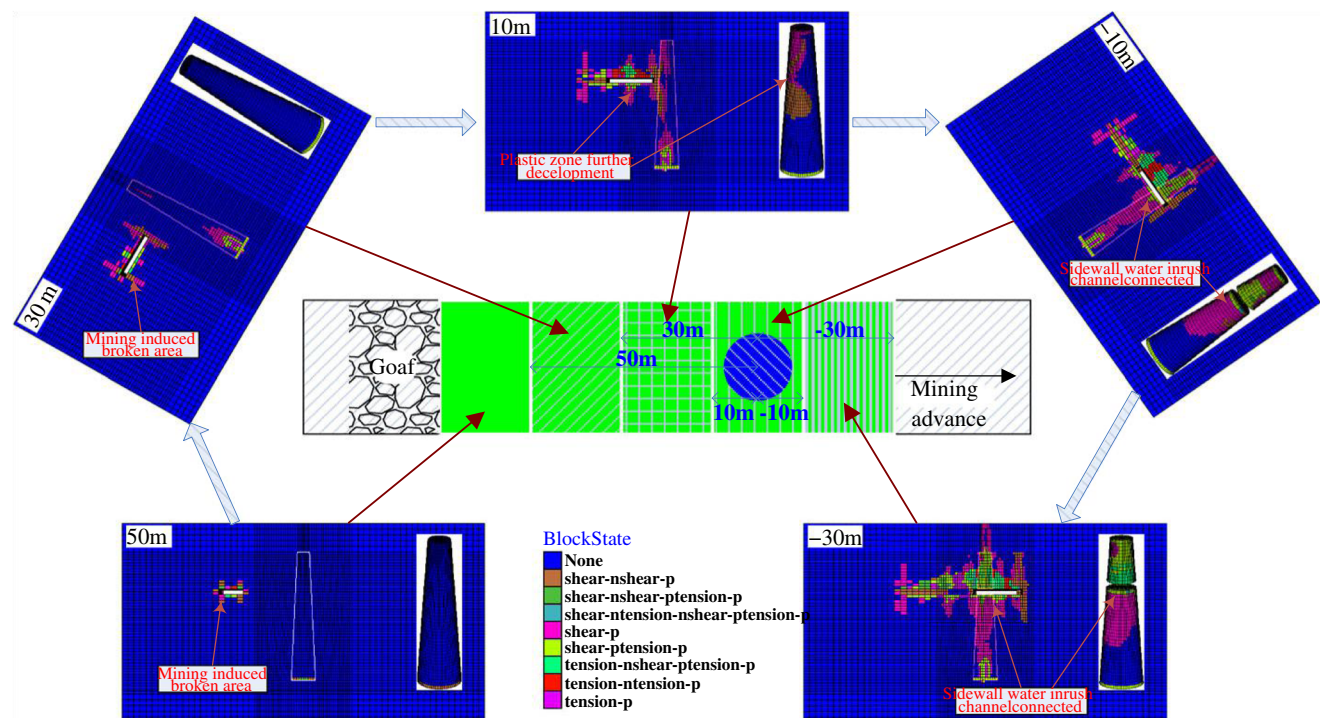 10m
Plastic zone further
decelopment
−10m
Sidewall water inrush
channelconnected
30 m
Mining induced
broken area
Goaf
30m
-30m
50m
10m -10m
Mining
advance
50m
Mining induced
broken area
BlockState
None
shear-nshear-p
shear-nshear-ptension-p
shear-ntension-nshear-ptension-p
shear-p
shear-ptension-p
tension-nshear-ptension-p
tension-ntension-p
tension-p
−30m
Sidewall water inrush
channelconnected